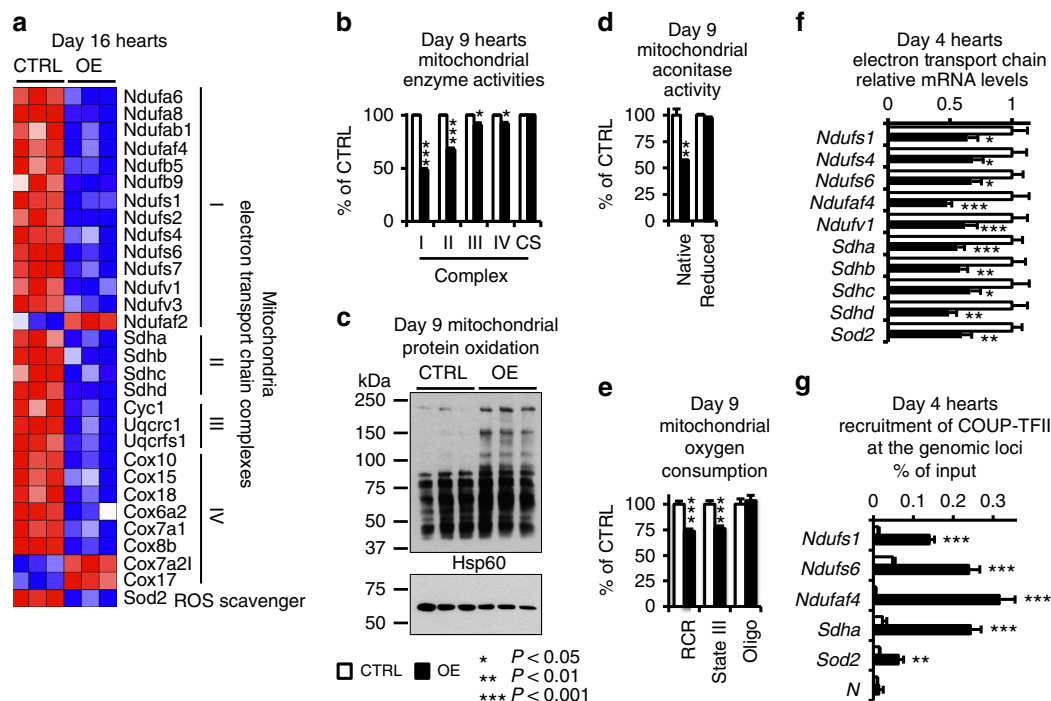 a
Day 16 hearts
CTRL OE
Ndufa6
Ndufa8
Ndufab1
Ndufaf4
Ndufb5
Ndufb9
Ndufs1
Ndufs2
Ndufs4
Ndufs6
Ndufs7
Ndufv1
Ndufv3
Ndufaf2
Sdha
Sdhb
Sdhc
Sdhd
Cyc1
Uqcrc1
Uqcrfs1
Cox10
Cox15
Cox18
Cox6a2
Cox7a1
Cox8b
Cox7a2l
Cox17
Sod2 ROS scavenger
I
II
III
IV
Mitochondria
electron transport chain complexes
b
Day 9 hearts
mitochondrial
enzyme activities
% of CTRL
100
75
50
25
0
***
***
*
*
I II III IV CS
Complex
c
Day 9 mitochondrial
protein oxidation
kDa CTRL OE
250
150
100
75
50
37
Hsp60
75
50
CTRL OE
* P < 0.05
** P < 0.01
*** P < 0.001
d
Day 9
mitochondrial
aconitase
activity
% of CTRL
100
75
50
25
0
**
Native
Reduced
e
Day 9
mitochondrial
oxygen
consumption
% of CTRL
100
75
50
25
0
***
***
RCR
State III
Oligo
f
Day 4 hearts
electron transport chain
relative mRNA levels
0 0.5 1
Ndufs1 *
Ndufs4 *
Ndufs6 *
Ndufaf4 ***
Ndufv1 ***
Sdha ***
Sdhb **
Sdhc *
Sdhd **
Sod2 **
g
Day 4 hearts
recruitment of COUP-TFII
at the genomic loci
% of input
0 0.1 0.2 0.3
Ndufs1 ***
Ndufs6 ***
Ndufaf4 ***
Sdha ***
Sod2 **
N